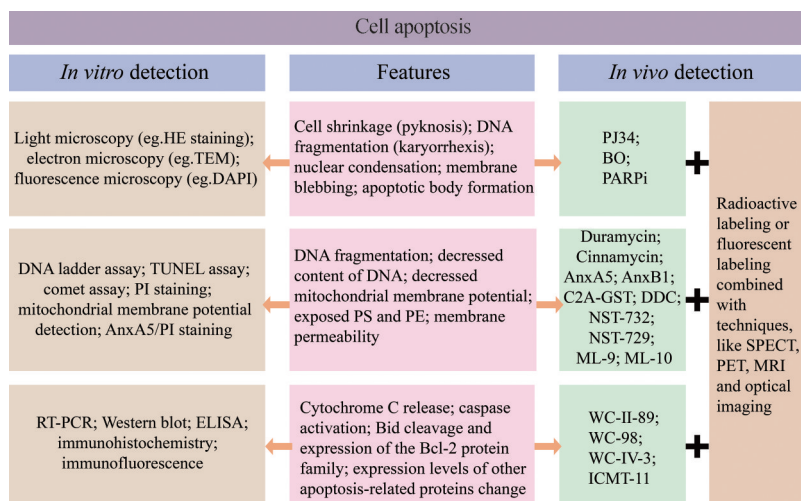 Cell apoptosis
In vitro detection
Features
In vivo detection
Light microscopy (eg.HE staining);
electron microscopy (eg.TEM);
fluorescence microscopy (eg.DAPI)
Cell shrinkage (pyknosis); DNA
fragmentation (karyorrhexis);
nuclear condensation; membrane
blebbing; apoptotic body formation
PJ34;
BO;
PARPi
DNA ladder assay; TUNEL assay;
comet assay; PI staining;
mitochondrial membrane potential
detection; AnxA5/PI staining
DNA fragmentation; decreased
content of DNA; decreased
mitochondrial membrane potential;
exposed PS and PE; membrane
permeability
Duramycin;
Cinnamycin;
AnxA5; AnxB1;
C2A-GST; DDC;
NST-732;
NST-729;
ML-9; ML-10
RT-PCR; Western blot; ELISA;
immunohistochemistry;
immunofluorescence
Cytochrome C release; caspase
activation; Bid cleavage and
expression of the Bcl-2 protein
family; expression levels of other
apoptosis-related proteins change
WC-II-89;
WC-98;
WC-IV-3;
ICMT-11
Radioactive
labeling or
fluorescent
labeling
combined
with
techniques,
like SPECT,
PET, MRI
and optical
imaging